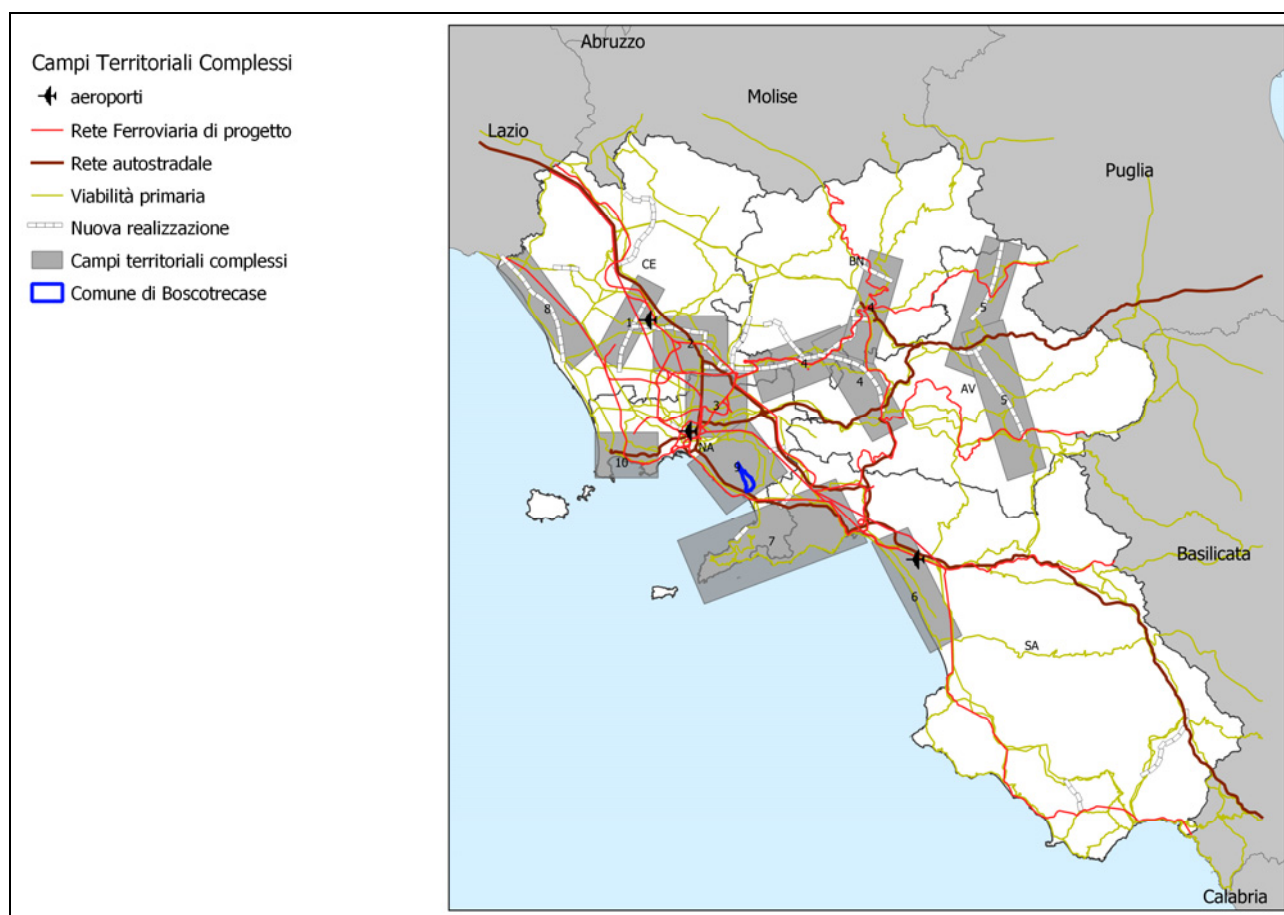 Campi Territoriali Complessi
aeroporti
Rete Ferroviaria di progetto
Rete autostradale
Viabilità primaria
Nuova realizzazione
Campi territoriali complessi
Comune di Boscotrecase
Abruzzo
Molise
Lazio
Puglia
CE
BN
8
1
4
5
2
4
4
3
AV
5
NA
10
9
7
Basilicata
6
SA
Calabria